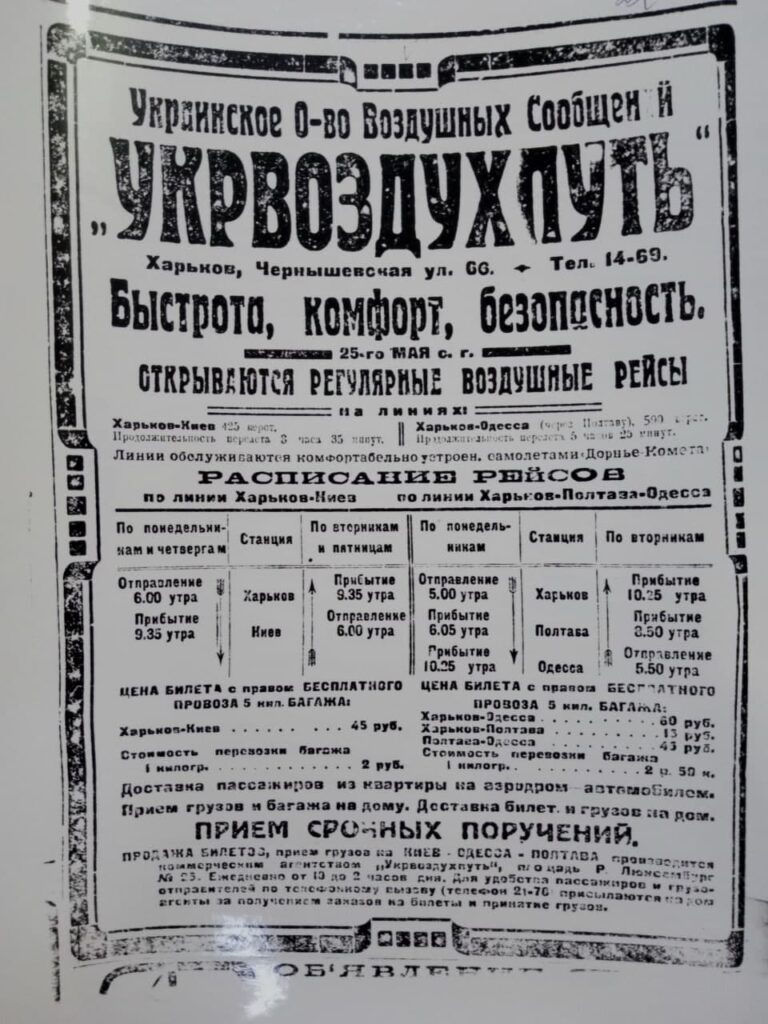 Украинское О-во Воздушных Сообщений
„УКРВОЗДУХПУТЬ“
Харьков, Чернышевская ул. 66. Тел. 14-69.
Быстрота, комфорт, безопасность.
25-го МАЯ с. г.
ОТКРЫВАЮТСЯ РЕГУЛЯРНЫЕ ВОЗДУШНЫЕ РЕЙСЫ
на линиях:
Харьков-Киев 425 верст. Харьков-Одесса (через Полтаву), верст.
Продолжительность перелета 3 часа 35 минут. Продолжительность перелета 5 часов 25 минут.
Линии обслуживаются комфортабельно устроен. самолетами „Дорнье-Комета“
РАСПИСАНИЕ РЕЙСОВ
по линии Харьков-Киев по линии Харьков-Полтава-Одесса
По понедельни- Станция По вторникам По понедель- Станция По вторникам
кам и четвергам и пятницам никам
Отправление Харьков Прибытие Отправление Харьков Прибытие
6.00 утра 9.35 утра 5.00 утра 10.25 утра
Прибытие Киев Отправление Прибытие Полтава Прибытие
9.35 утра 6.00 утра 6.05 утра утра
Прибытие Одесса Отправление
10.25 утра 5.50 утра
ЦЕНА БИЛЕТА с правом БЕСПЛАТНОГО ЦЕНА БИЛЕТА с правом БЕСПЛАТНОГО
ПРОВОЗА 5 кил. БАГАЖА: ПРОВОЗА 5 кил. БАГАЖА:
Харьков-Киев . . . . . . . 45 руб. Харьков-Одесса . . . . . . . 60 руб.
Харьков-Полтава . . . . . . . руб.
Полтава-Одесса . . . . . . . 45 руб.
Стоимость перевозки багажа Стоимость перевозки багажа
1 килогр. . . . . . . . 2 руб. 1 килогр. . . . . . . . 2 р. 50 к.
Доставка пассажиров из квартиры на аэродром автомобилем.
Прием грузов и багажа на дому. Доставка билет. и грузов на дом.
ПРИЕМ СРОЧНЫХ ПОРУЧЕНИЙ.
ПРОДАЖА БИЛЕТОВ, прием грузов на КИЕВ - ОДЕССА - ПОЛТАВА производится
коммерческим агентством „Укрвоздухпуть“, площадь Р. Люксембург
№ Ежедневно от 10 до 2 часов дня. Для удобства пассажиров и грузо-
отправителей по телефонному вызову (телефон 21-76) присылаются на дом
агенты за получением заказов на билеты и принятие грузов.
ОБ'ЯВЛЕНИЕ